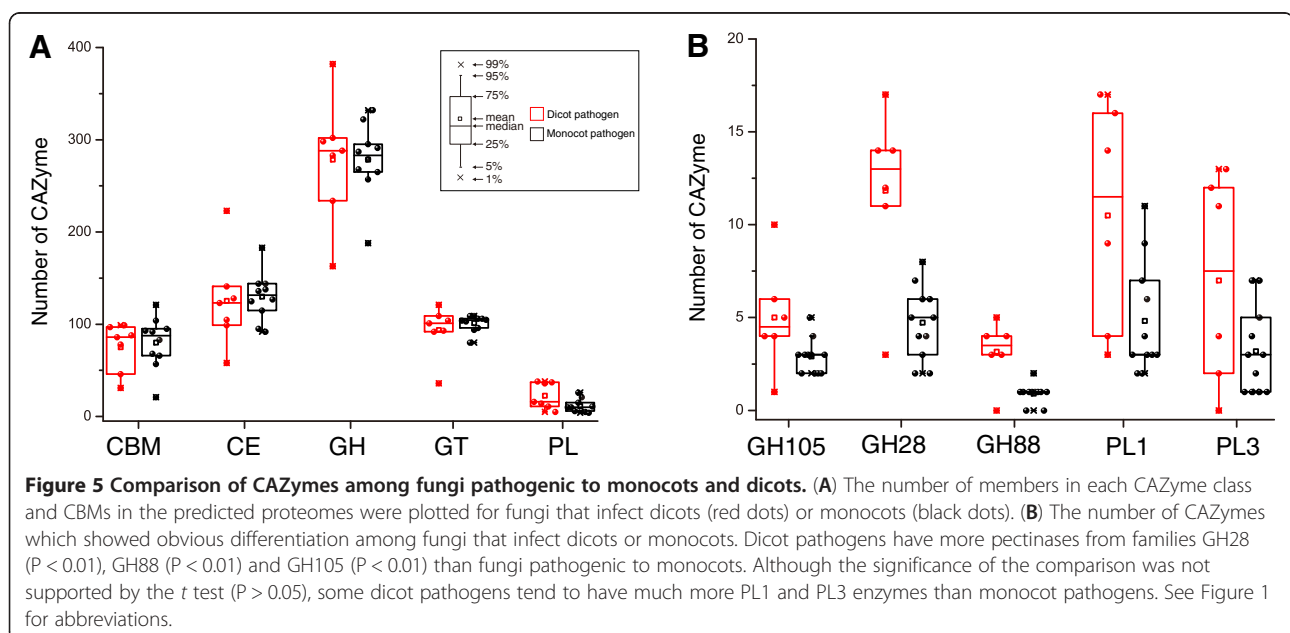 A
Number of CAZyme
400
300
200
100
0
CBM CE GH GT PL
99%
95%
75%
mean
median
25%
5%
1%
Dicot pathogen
Monocot pathogen
B
Number of CAZyme
20
15
10
5
0
GH105 GH28 GH88 PL1 PL3
Figure 5 Comparison of CAZymes among fungi pathogenic to monocots and dicots. (A) The number of members in each CAZyme class
and CBMs in the predicted proteomes were plotted for fungi that infect dicots (red dots) or monocots (black dots). (B) The number of CAZymes
which showed obvious differentiation among fungi that infect dicots or monocots. Dicot pathogens have more pectinases from families GH28
(P < 0.01), GH88 (P < 0.01) and GH105 (P < 0.01) than fungi pathogenic to monocots. Although the significance of the comparison was not
supported by the t test (P > 0.05), some dicot pathogens tend to have much more PL1 and PL3 enzymes than monocot pathogens. See Figure 1
for abbreviations.